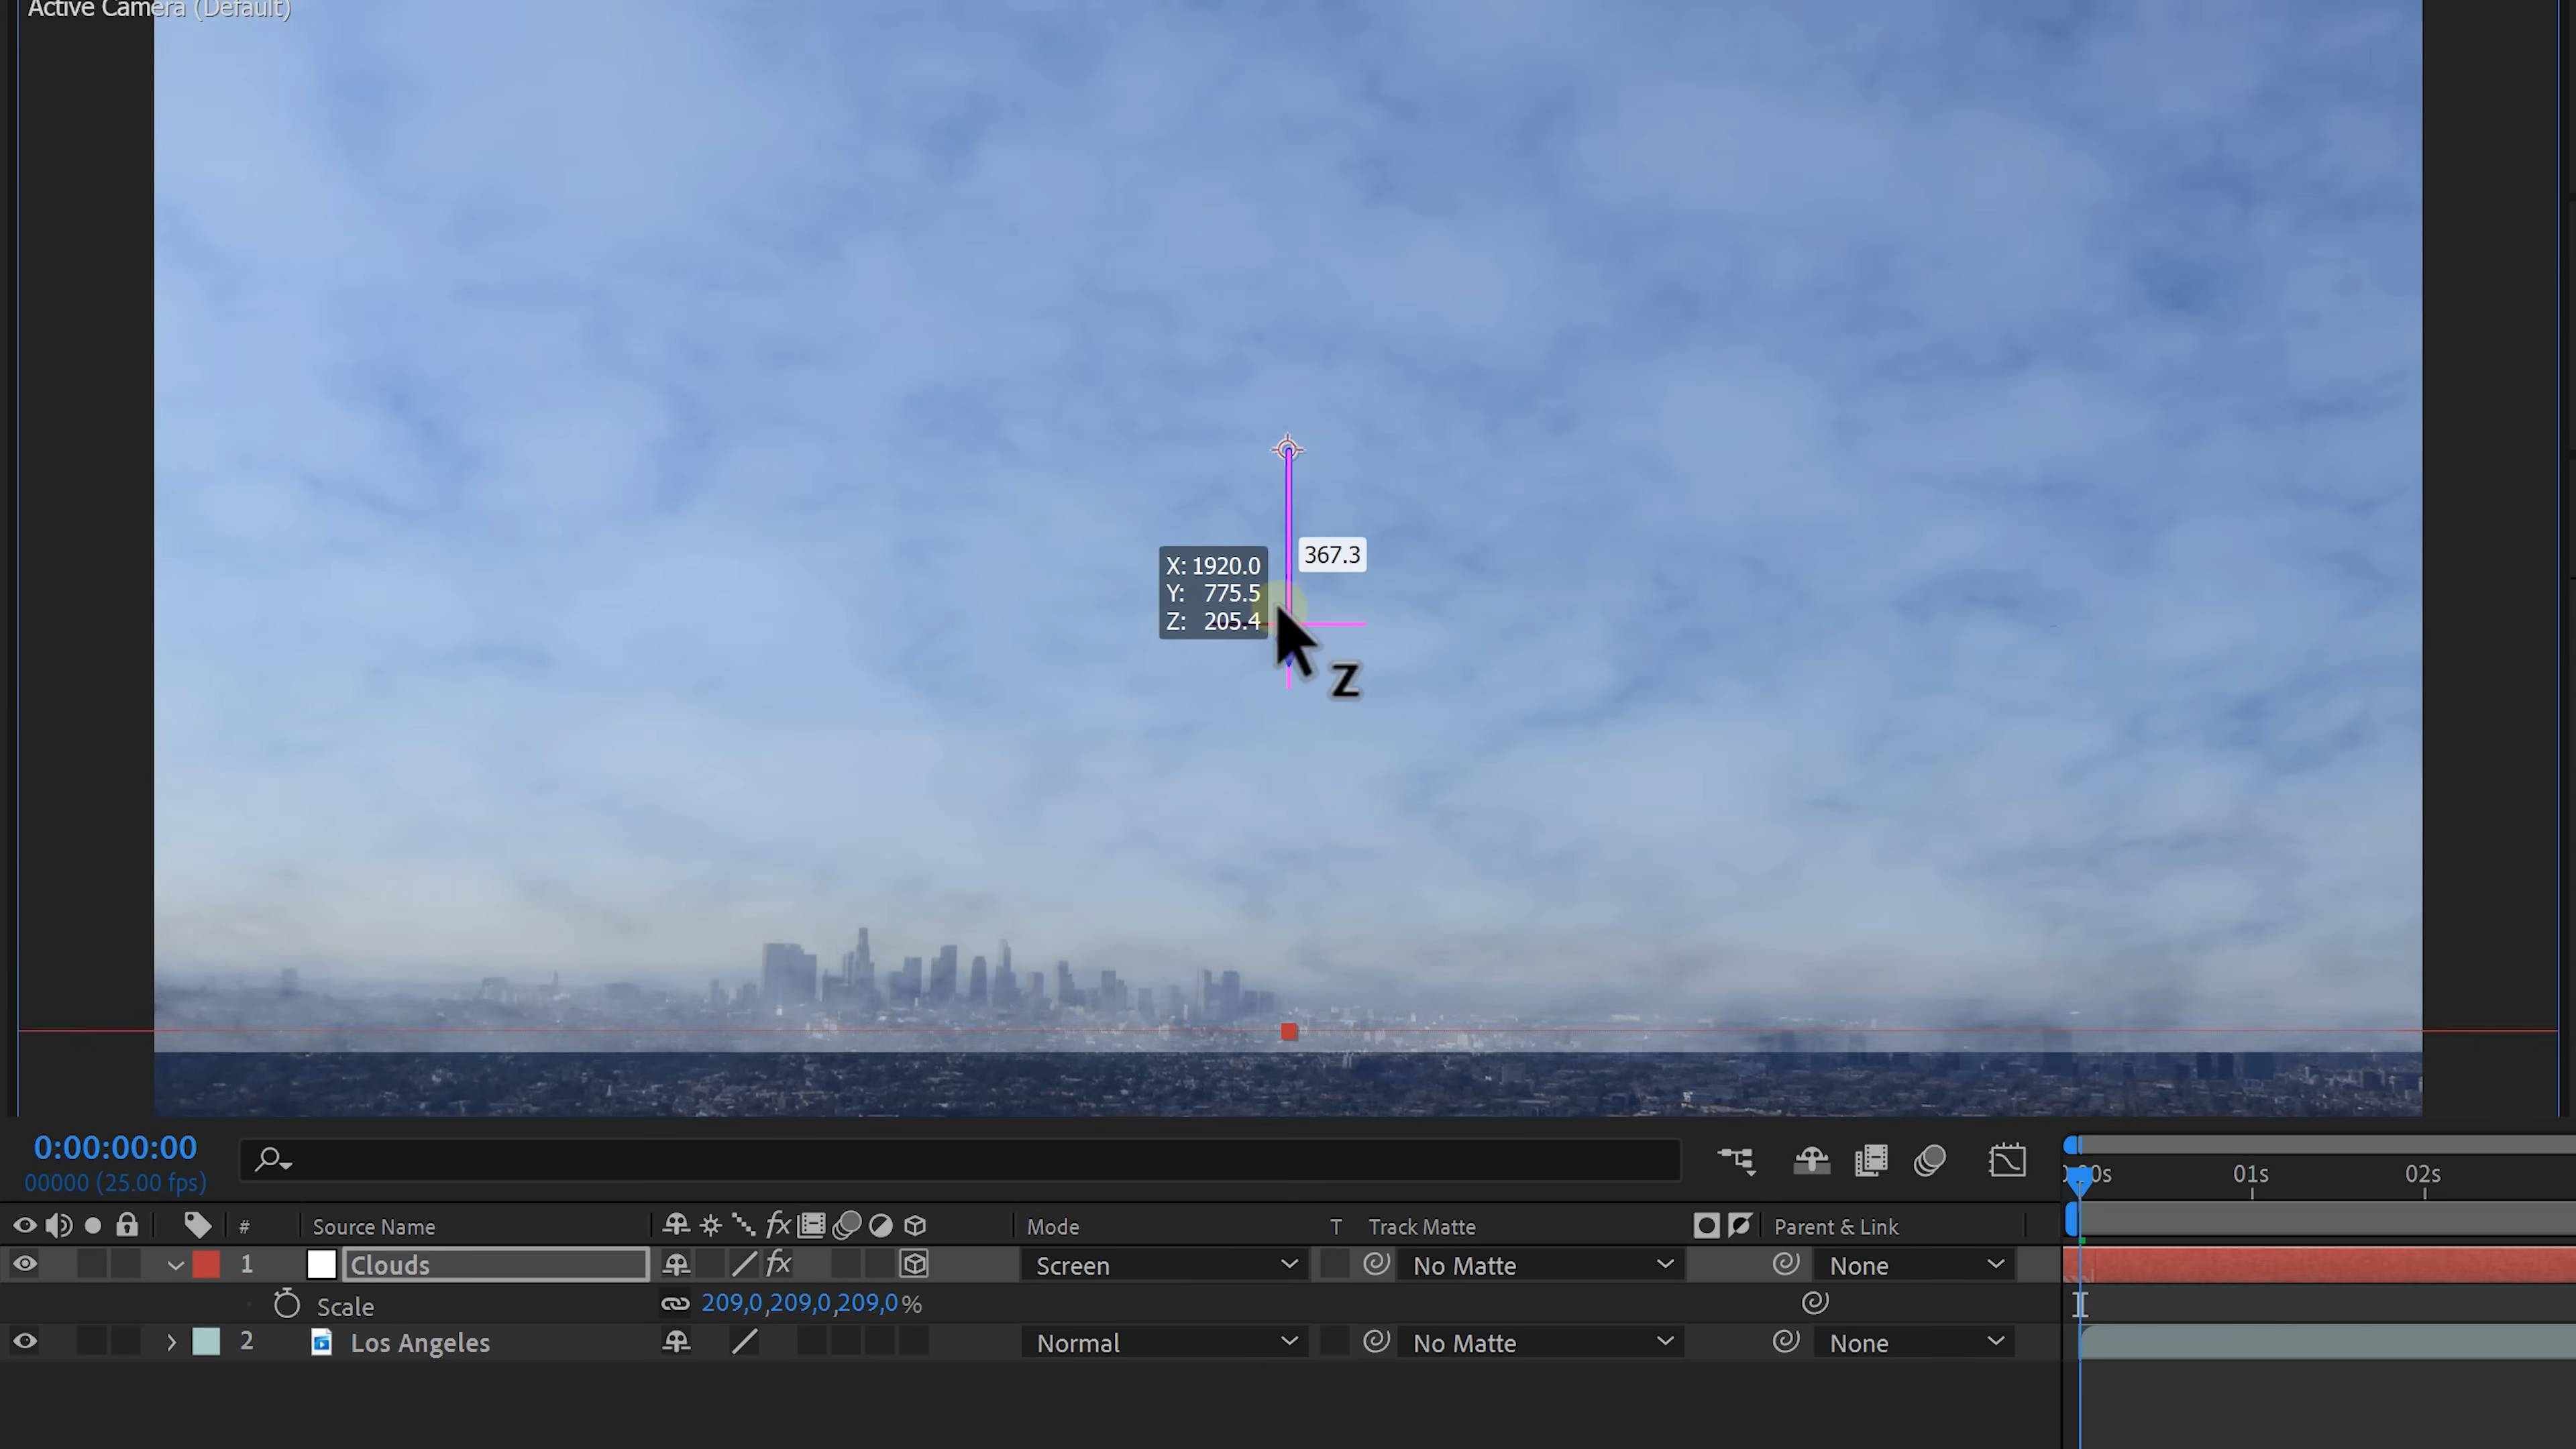 Active Camera (Default)
367.3
X: 1920.0
Y: 775.5
Z: 205.4
Z
0:00:00:00
00000 (25.00 fps)
01s
02s
# Source Name
fx
Mode T Track Matte Parent & Link
1 Clouds fx Screen No Matte None
Scale 209,0,209,0,209,0%
2 Los Angeles Normal No Matte None